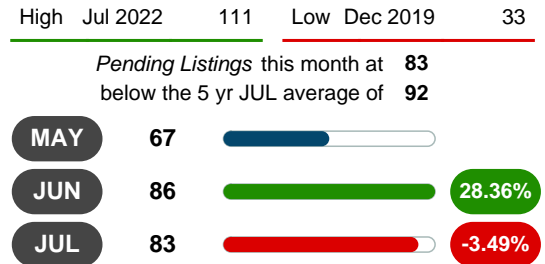 High Jul 2022 111 Low Dec 2019 33
Pending Listings this month at 83
below the 5 yr JUL average of 92
MAY 67
JUN 86 28.36%
JUL 83 -3.49%